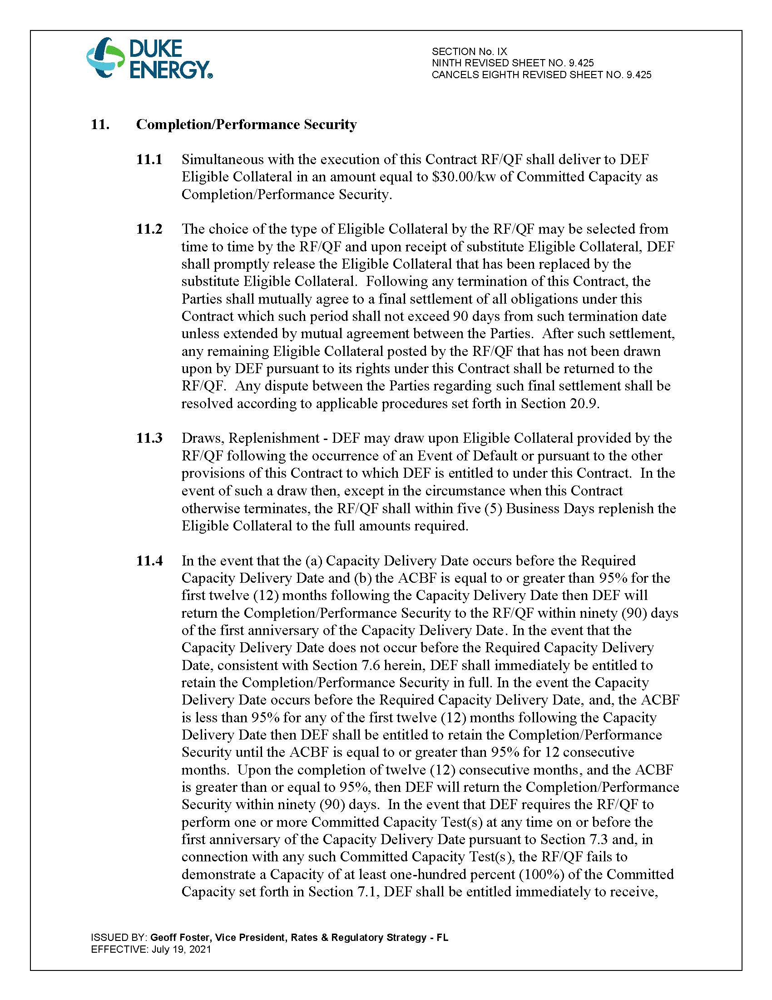 DUKE
ENERGY®
SECTION No. IX
NINTH REVISED SHEET NO. 9.425
CANCELS EIGHTH REVISED SHEET NO. 9.425
11. Completion/Performance Security
11.1 Simultaneous with the execution of this Contract RF/QF shall deliver to DEF
Eligible Collateral in an amount equal to $30.00/kw of Committed Capacity as
Completion/Performance Security.
11.2 The choice of the type of Eligible Collateral by the RF/QF may be selected from
time to time by the RF/QF and upon receipt of substitute Eligible Collateral, DEF
shall promptly release the Eligible Collateral that has been replaced by the
substitute Eligible Collateral.  Following any termination of this Contract, the
Parties shall mutually agree to a final settlement of all obligations under this
Contract which such period shall not exceed 90 days from such termination date
unless extended by mutual agreement between the Parties.  After such settlement,
any remaining Eligible Collateral posted by the RF/QF that has not been drawn
upon by DEF pursuant to its rights under this Contract shall be returned to the
RF/QF.  Any dispute between the Parties regarding such final settlement shall be
resolved according to applicable procedures set forth in Section 20.9.
11.3 Draws, Replenishment - DEF may draw upon Eligible Collateral provided by the
RF/QF following the occurrence of an Event of Default or pursuant to the other
provisions of this Contract to which DEF is entitled to under this Contract.  In the
event of such a draw then, except in the circumstance when this Contract
otherwise terminates, the RF/QF shall within five (5) Business Days replenish the
Eligible Collateral to the full amounts required.
11.4 In the event that the (a) Capacity Delivery Date occurs before the Required
Capacity Delivery Date and (b) the ACBF is equal to or greater than 95% for the
first twelve (12) months following the Capacity Delivery Date then DEF will
return the Completion/Performance Security to the RF/QF within ninety (90) days
of the first anniversary of the Capacity Delivery Date. In the event that the
Capacity Delivery Date does not occur before the Required Capacity Delivery
Date, consistent with Section 7.6 herein, DEF shall immediately be entitled to
retain the Completion/Performance Security in full. In the event the Capacity
Delivery Date occurs before the Required Capacity Delivery Date, and, the ACBF
is less than 95% for any of the first twelve (12) months following the Capacity
Delivery Date then DEF shall be entitled to retain the Completion/Performance
Security until the ACBF is equal to or greater than 95% for 12 consecutive
months.  Upon the completion of twelve (12) consecutive months, and the ACBF
is greater than or equal to 95%, then DEF will return the Completion/Performance
Security within ninety (90) days.  In the event that DEF requires the RF/QF to
perform one or more Committed Capacity Test(s) at any time on or before the
first anniversary of the Capacity Delivery Date pursuant to Section 7.3 and, in
connection with any such Committed Capacity Test(s), the RF/QF fails to
demonstrate a Capacity of at least one-hundred percent (100%) of the Committed
Capacity set forth in Section 7.1, DEF shall be entitled immediately to receive,
ISSUED BY: Geoff Foster, Vice President, Rates & Regulatory Strategy - FL
EFFECTIVE: July 19, 2021